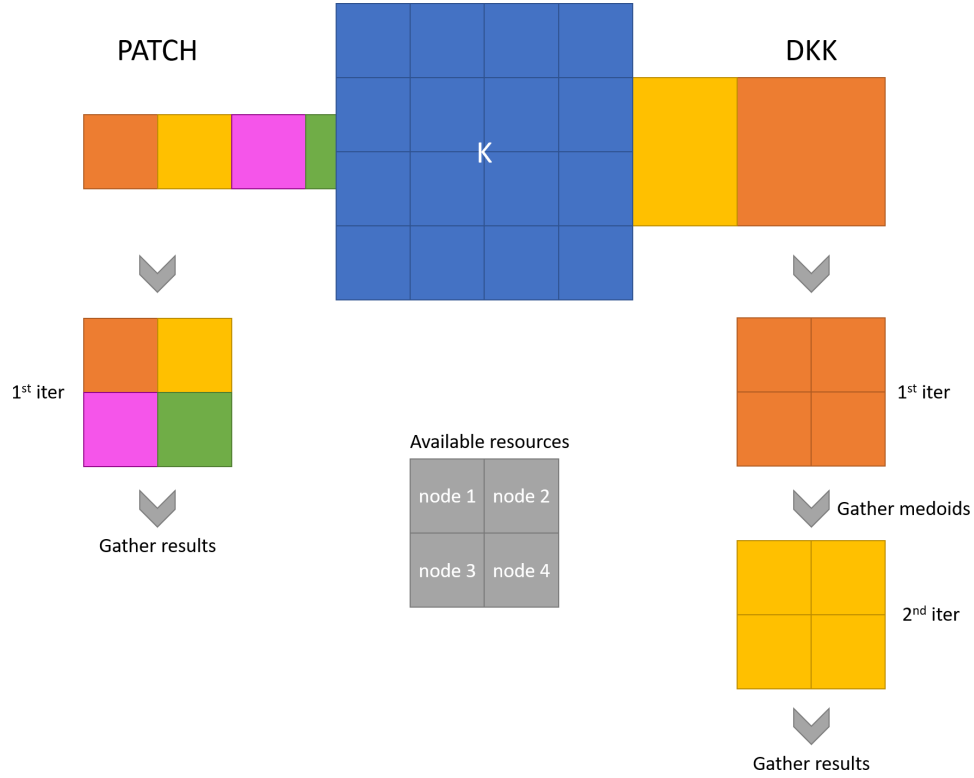 PATCH
DKK
K
1st iter
1st iter
Available resources
node 1 node 2
Gather medoids
Gather results
node 3 node 4
2nd iter
Gather results